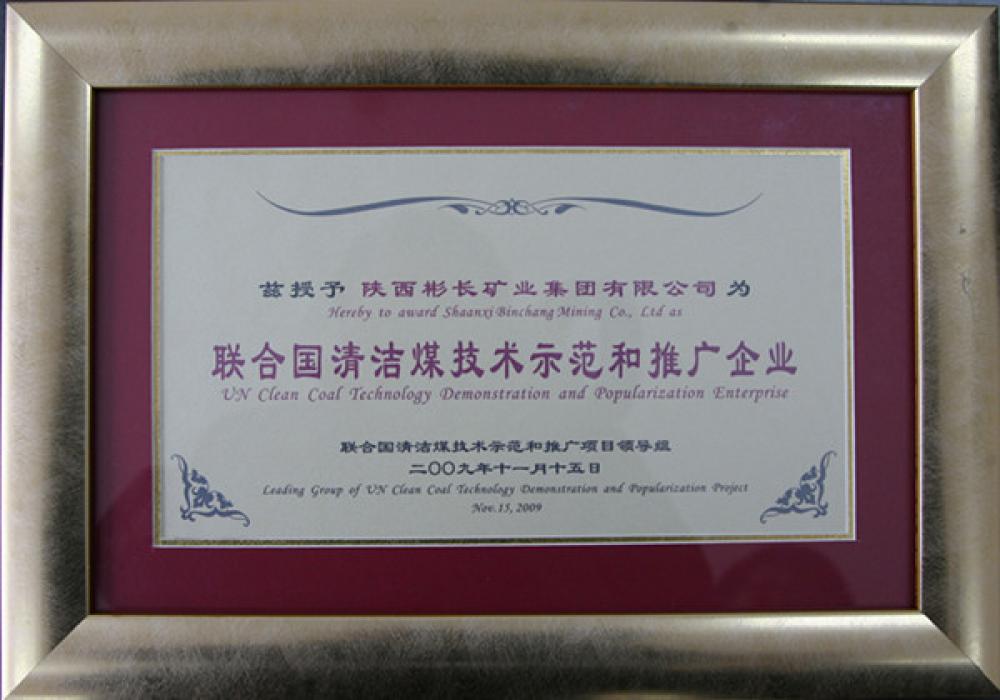 兹授予 陕西彬长矿业集团有限公司 为
Hereby to award Shaanxi Binchang Mining Co., Ltd as
联合国清洁煤技术示范和推广企业
UN Clean Coal Technology Demonstration and Popularization Enterprise
联合国清洁煤技术示范和推广项目领导组
二〇〇九年十一月十五日
Leading Group of UN Clean Coal Technology Demonstration and Popularization Project
Nov.15, 2009